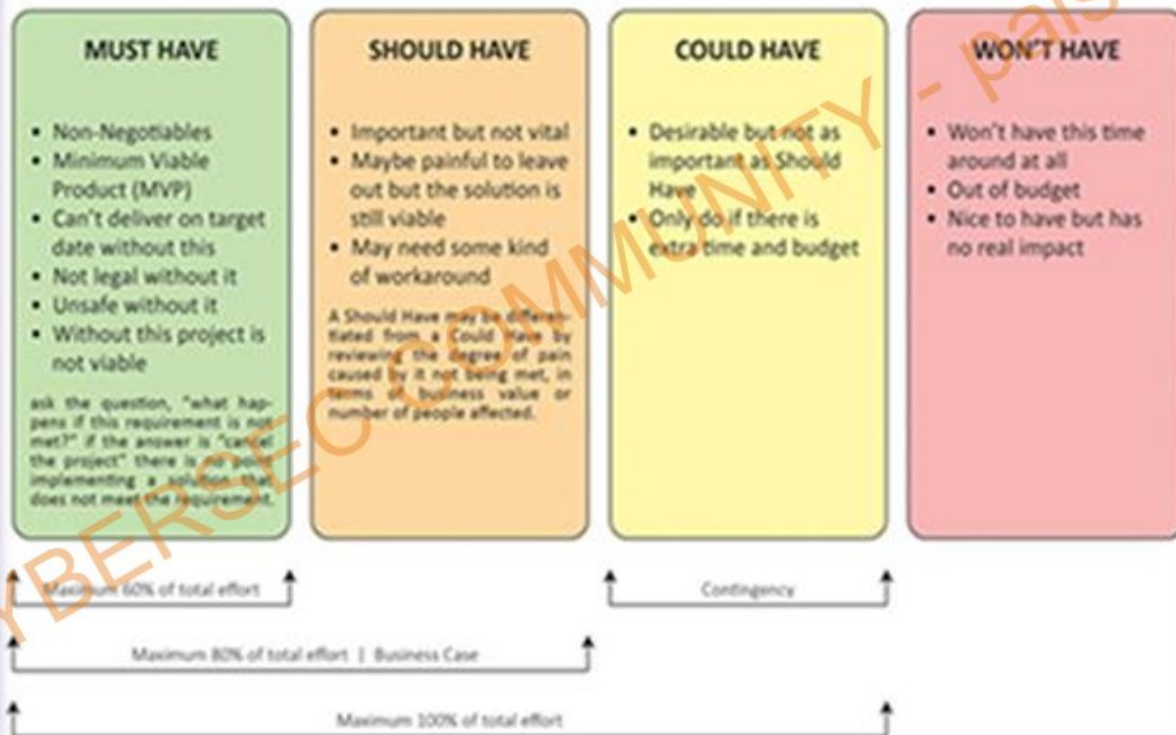 MUST HAVE
• Non-Negotiables
• Minimum Viable
Product (MVP)
• Can't deliver on target
date without this
• Not legal without it
• Unsafe without it
• Without this project is
not viable
ask the question, "what hap-
pens if this requirement is not
met?" if the answer is "cancel
the project" there is no point
implementing a solution that
does not meet the requirement.
SHOULD HAVE
• Important but not vital
• Maybe painful to leave
out but the solution is
still viable
• May need some kind
of workaround
A Should Have may be differen-
tiated from a Could Have by
reviewing the degree of pain
caused by it not being met, in
terms of business value or
number of people affected.
COULD HAVE
• Desirable but not as
important as Should
Have
• Only do if there is
extra time and budget
WON'T HAVE
• Won't have this time
around at all
• Out of budget
• Nice to have but has
no real impact
Maximum 60% of total effort
Contingency
Maximum 80% of total effort | Business Case
Maximum 100% of total effort
YBERSEC COMMUNITY -